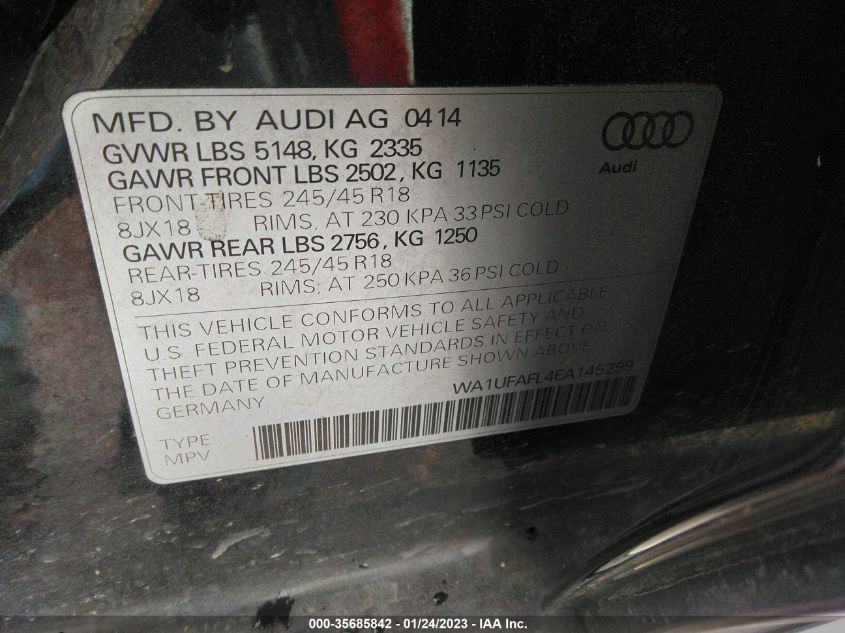 MFD. BY AUDI AG 0414
GVWR LBS 5148, KG 2335
GAWR FRONT LBS 2502, KG 1135
FRONT-TIRES 245/45 R18
8JX18 RIMS, AT 230 KPA 33 PSI COLD
GAWR REAR LBS 2756, KG 1250
REAR-TIRES 245/45 R18
8JX18 RIMS; AT 250 KPA 36 PSI COLD
Audi
THIS VEHICLE CONFORMS TO ALL APPLICABLE
U.S. FEDERAL MOTOR VEHICLE SAFETY AND
THEFT PREVENTION STANDARDS IN EFFECT ON
THE DATE OF MANUFACTURE SHOWN ABOVE
GERMANY
WA1UFAFL4EA145299
TYPE
MPV
000-35685842 / 01/24/2023 - IAA Inc.